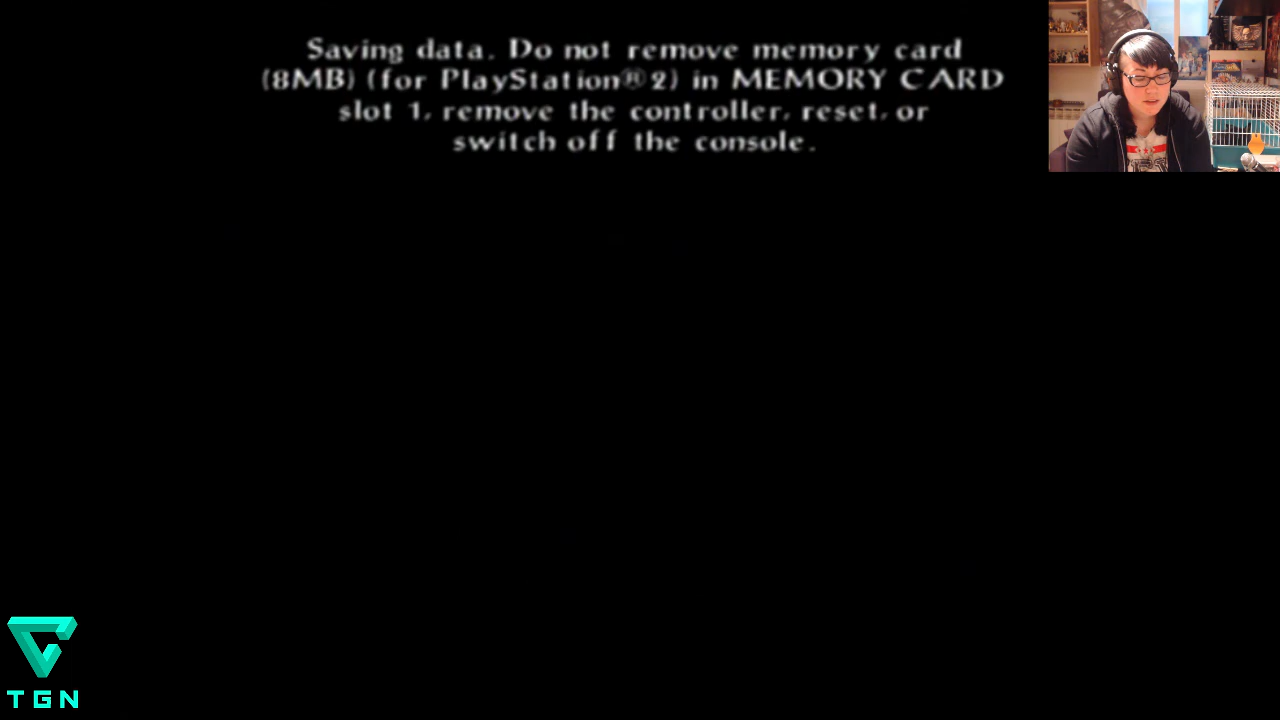 Saving data. Do not remove memory card
(8MB) (for PlayStation®2) in MEMORY CARD
slot 1, remove the controller, reset, or
switch off the console.
TGN